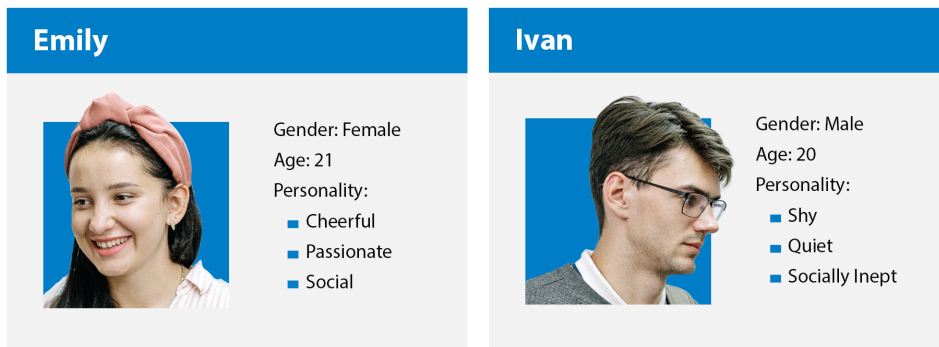 Emily
Gender: Female
Age: 21
Personality:
Cheerful
Passionate
Social
Ivan
Gender: Male
Age: 20
Personality:
Shy
Quiet
Socially Inept